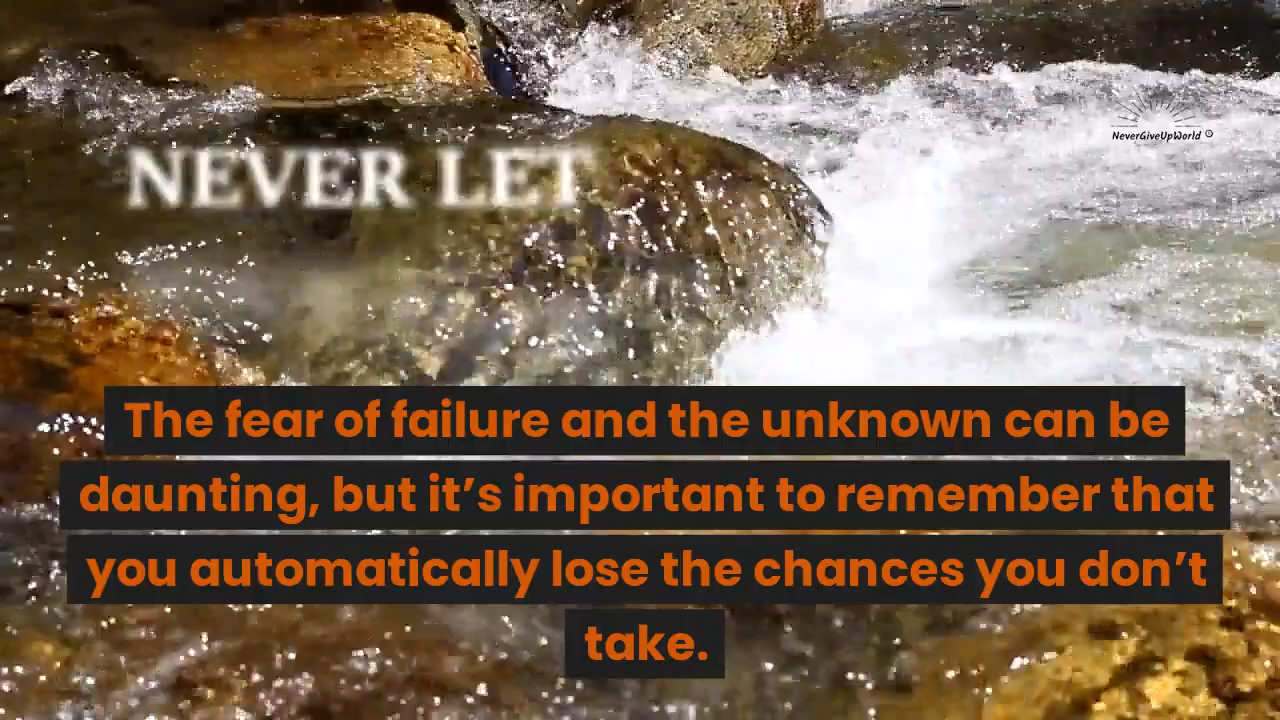 NeverGiveUpWorld
NEVER LET
The fear of failure and the unknown can be
daunting, but it’s important to remember that
you automatically lose the chances you don’t
take.